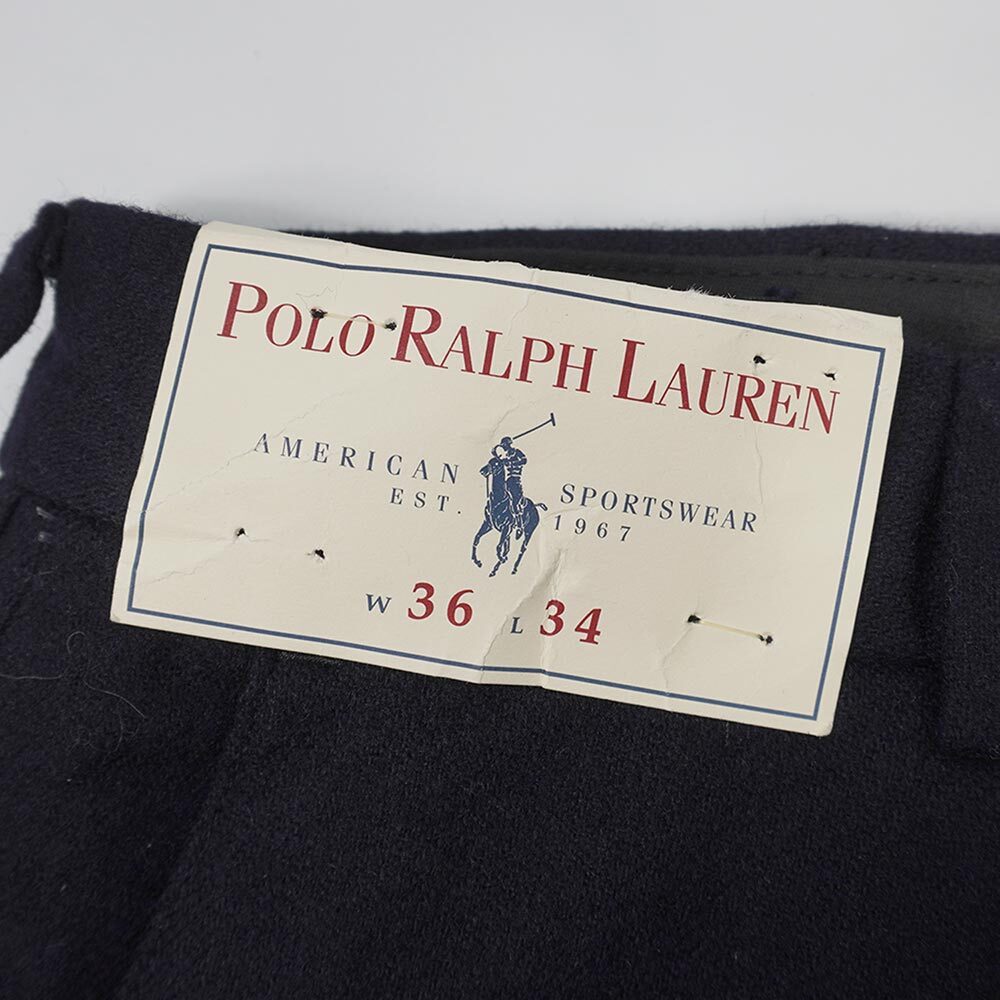 POLO RALPH LAUREN
AMERICAN SPORTSWEAR
EST. 1967
W 36 L 34